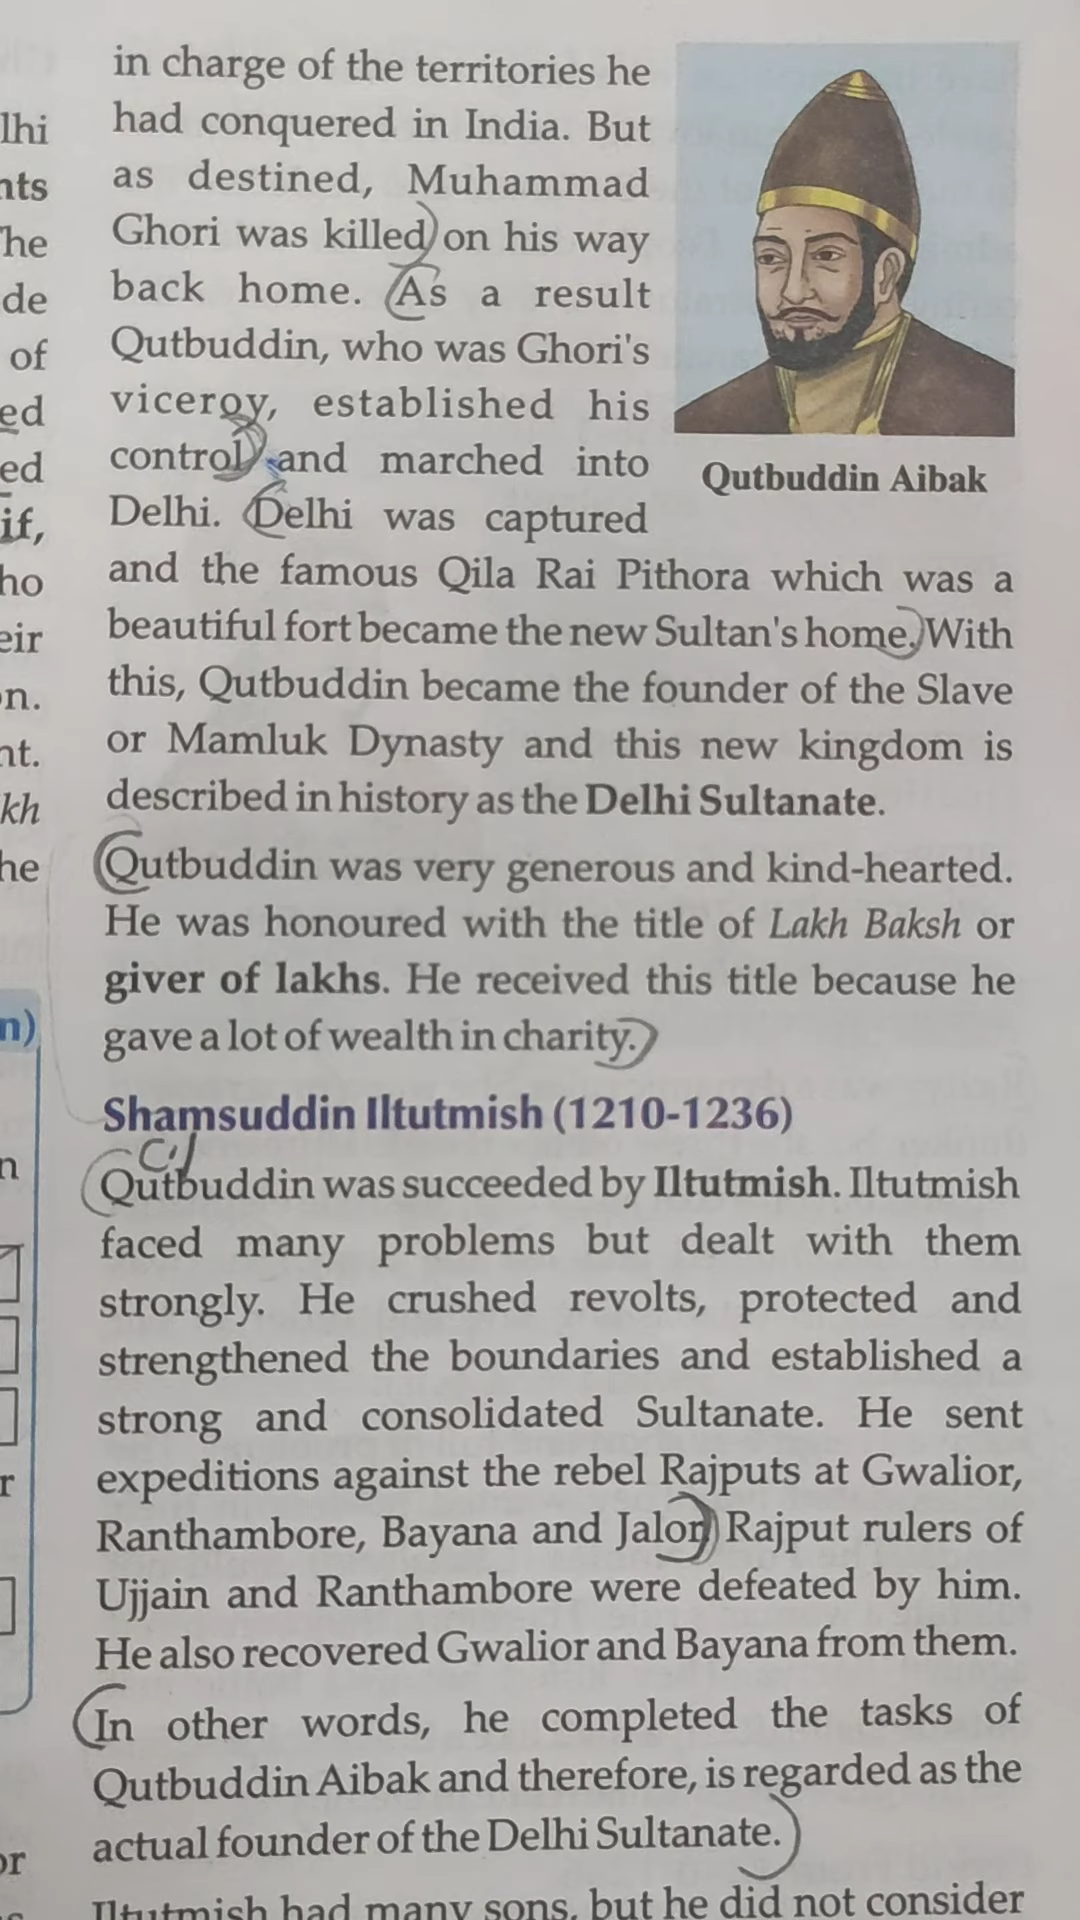 in charge of the territories he
had conquered in India. But
as destined, Muhammad
Ghori was killed on his way
back home. As a result
Qutbuddin, who was Ghori's
viceroy, established his
control and marched into
Delhi. Delhi was captured
Qutbuddin Aibak
and the famous Qila Rai Pithora which was a
beautiful fort became the new Sultan's home. With
this, Qutbuddin became the founder of the Slave
or Mamluk Dynasty and this new kingdom is
described in history as the Delhi Sultanate.
Qutbuddin was very generous and kind-hearted.
He was honoured with the title of Lakh Baksh or
giver of lakhs. He received this title because he
gave a lot of wealth in charity.
Shamsuddin Iltutmish (1210-1236)
Qutbuddin was succeeded by Iltutmish. Iltutmish
faced many problems but dealt with them
strongly. He crushed revolts, protected and
strengthened the boundaries and established a
strong and consolidated Sultanate. He sent
expeditions against the rebel Rajputs at Gwalior,
Ranthambore, Bayana and Jalor. Rajput rulers of
Ujjain and Ranthambore were defeated by him.
He also recovered Gwalior and Bayana from them.
In other words, he completed the tasks of
Qutbuddin Aibak and therefore, is regarded as the
actual founder of the Delhi Sultanate.
Iltutmish had many sons, but he did not consider